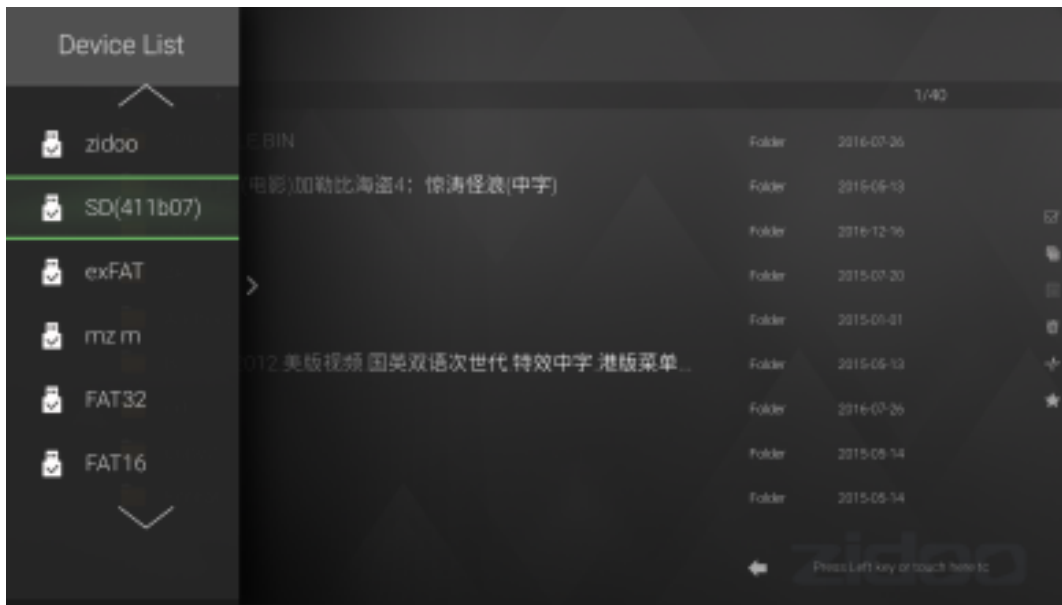 Device List
1/40
zidoo
E BIN
Folder 2016-07-26
(电影)加勒比海盗4：惊涛怪浪(中字)
Folder 2015-05-13
SD(411b07)
Folder 2016-12-16
exFAT
Folder 2015-07-20
mz m
Folder 2015-01-01
2012 美版视频 国英双语次世代 特效中字 港版菜单...
Folder 2015-05-13
FAT32
Folder 2016-07-26
FAT16
Folder 2015-05-14
Folder 2015-05-14
zidoo
Press Left key or touch here to